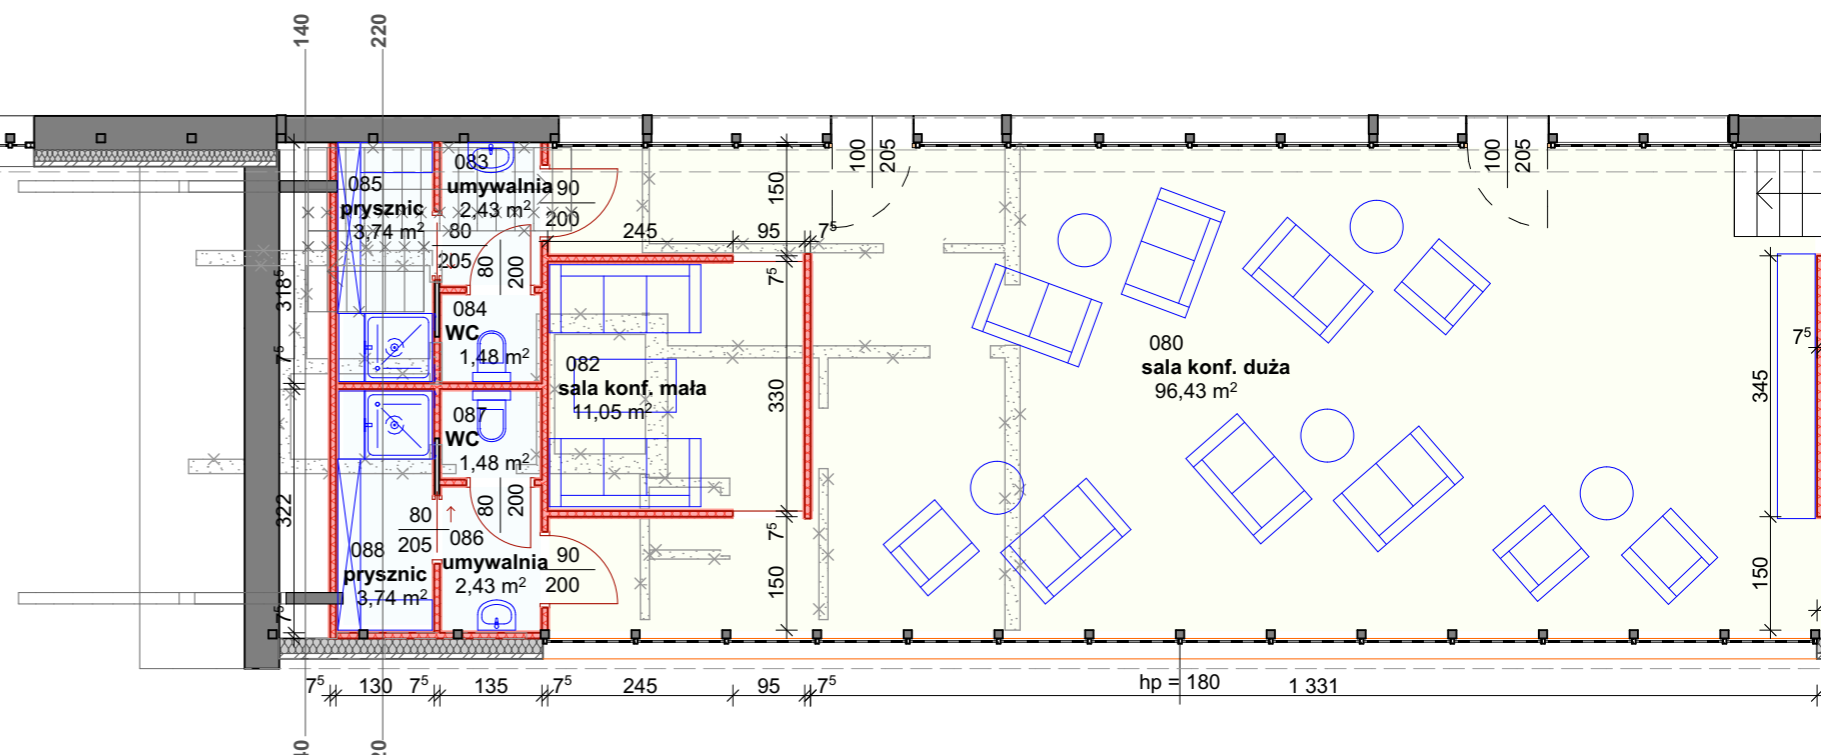 140
220
083
umywalnia
2,43 m²
90
200
085
prysznic
3,74 m²
80
205
80
200
084
WC
1,48 m²
318⁵
7⁵
322
7⁵
087
WC
1,48 m²
80
200
80
205
086
umywalnia
2,43 m²
90
200
088
prysznic
3,74 m²
245
95
7⁵
150
7⁵
330
7⁵
150
082
sala konf. mała
11,05 m²
100
205
100
205
080
sala konf. duża
96,43 m²
7⁵
345
150
7⁵
130
7⁵
135
7⁵
245
95
7⁵
hp = 180
1 331